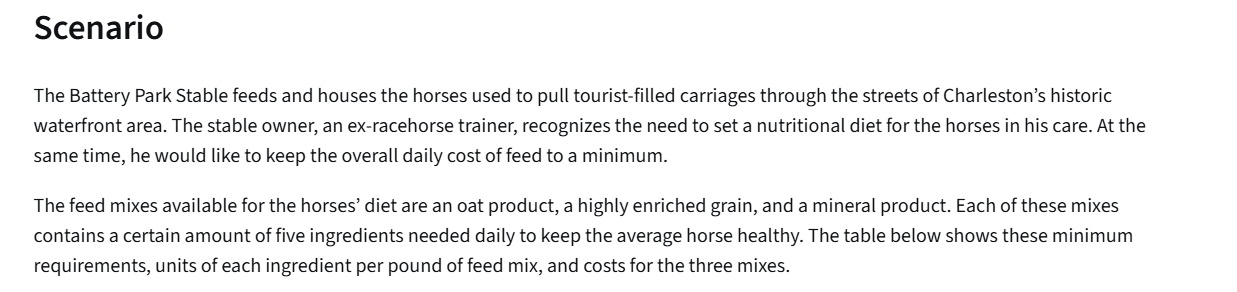 Scenario
The Battery Park Stable feeds and houses the horses used to pull tourist-filled carriages through the streets of Charleston’s historic
waterfront area. The stable owner, an ex-racehorse trainer, recognizes the need to set a nutritional diet for the horses in his care. At the
same time, he would like to keep the overall daily cost of feed to a minimum.
The feed mixes available for the horses’ diet are an oat product, a highly enriched grain, and a mineral product. Each of these mixes
contains a certain amount of five ingredients needed daily to keep the average horse healthy. The table below shows these minimum
requirements, units of each ingredient per pound of feed mix, and costs for the three mixes.